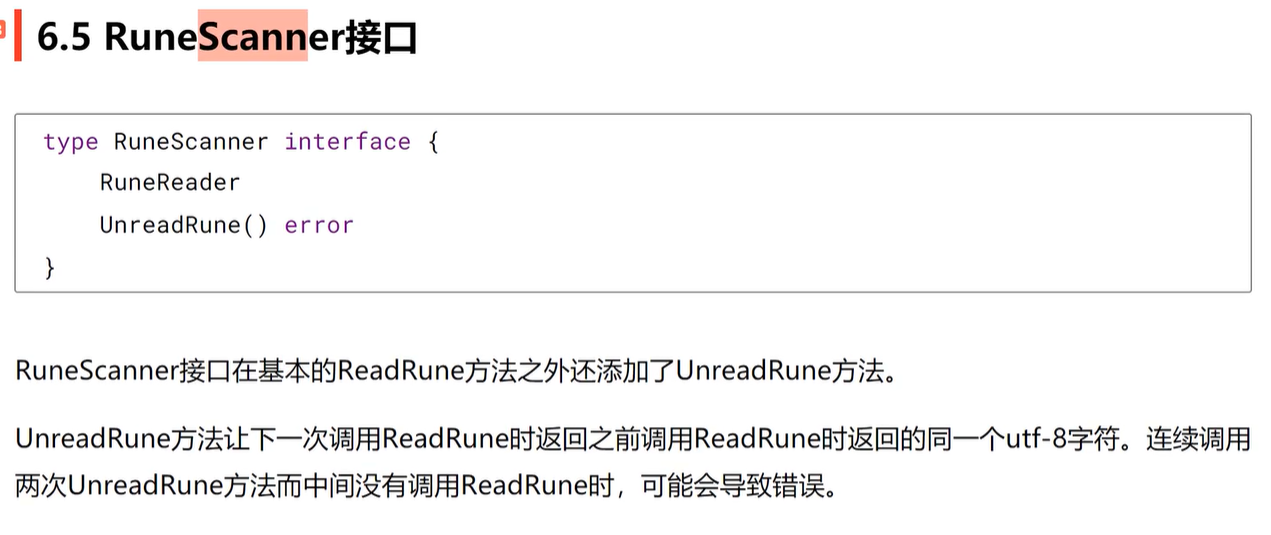 6.5 RuneScanner接口
type RuneScanner interface {
    RuneReader
    UnreadRune() error
}
RuneScanner接口在基本的ReadRune方法之外还添加了UnreadRune方法。
UnreadRune方法让下一次调用ReadRune时返回之前调用ReadRune时返回的同一个utf-8字符。连续调用
两次UnreadRune方法而中间没有调用ReadRune时，可能会导致错误。